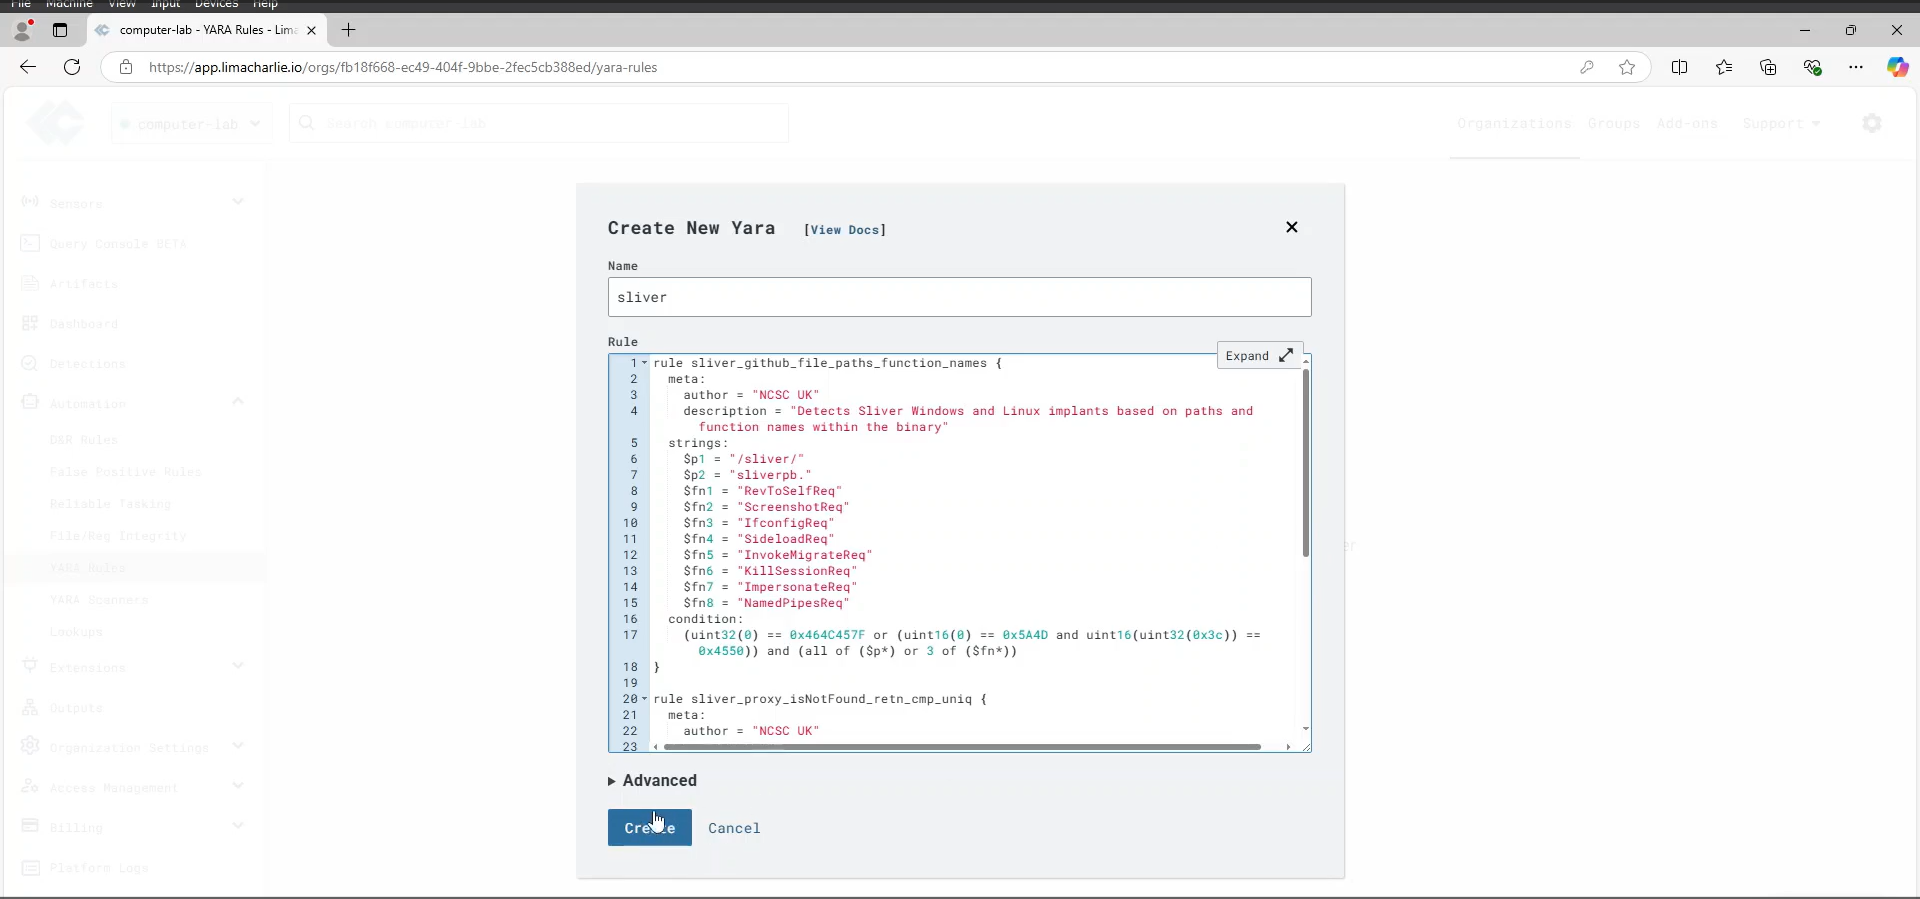 File Machine View Input Devices Help
computer-lab - YARA Rules - Lima
https://app.limacharlie.io/orgs/fb18f668-ec49-404f-9bbe-2fec5cb388ed/yara-rules
computer-lab
Search computer-lab
Organizations Groups Add-ons Support
Sensors
Query Console BETA
Artifacts
Dashboard
Detections
Automation
D&R Rules
False Positive Rules
Reliable Tasking
File/Reg Integrity
YARA Rules
YARA Scanners
Lookups
Extensions
Outputs
Organization Settings
Access Management
Billing
Platform Logs
Create New Yara [View Docs]
Name
sliver
Rule
Expand
1 rule sliver_github_file_paths_function_names {
2 meta:
3 author = "NCSC UK"
4 description = "Detects Sliver Windows and Linux implants based on paths and
function names within the binary"
5 strings:
6 $p1 = "/sliver/"
7 $p2 = "sliverpb."
8 $fn1 = "RevToSelfReq"
9 $fn2 = "ScreenshotReq"
10 $fn3 = "IfconfigReq"
11 $fn4 = "SideloadReq"
12 $fn5 = "InvokeMigrateReq"
13 $fn6 = "KillSessionReq"
14 $fn7 = "ImpersonateReq"
15 $fn8 = "NamedPipesReq"
16 condition:
17 (uint32(0) == 0x464C457F or (uint16(0) == 0x5A4D and uint16(uint32(0x3c)) ==
0x4550)) and (all of ($p*) or 3 of ($fn*))
18 }
19
20 rule sliver_proxy_isNotFound_retn_cmp_uniq {
21 meta:
22 author = "NCSC UK"
23
Advanced
Create Cancel